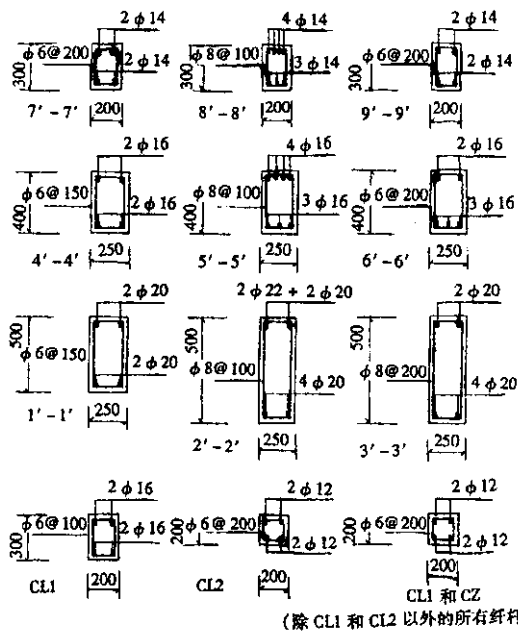 2 ϕ 14 4 ϕ 14 2 ϕ 14
ϕ 6 @ 200 2 ϕ 14 ϕ 8 @ 100 3 ϕ 14 ϕ 6 @ 200 2 ϕ 14
300 300 300
200 200 200
7′-7′ 8′-8′ 9′-9′
2 ϕ 16 4 ϕ 16 2 ϕ 16
ϕ 6 @ 150 2 ϕ 16 ϕ 8 @ 100 3 ϕ 16 ϕ 6 @ 200 3 ϕ 16
400 400 400
250 250 250
4′-4′ 5′-5′ 6′-6′
2 ϕ 20 2 ϕ 22 + 2 ϕ 20 2 ϕ 20
500 500 500
ϕ 6 @ 150 2 ϕ 20 ϕ 8 @ 100 4 ϕ 20 ϕ 8 @ 200 4 ϕ 20
250 250 250
1′-1′ 2′-2′ 3′-3′
2 ϕ 16 2 ϕ 12 2 ϕ 12
ϕ 6 @ 100 2 ϕ 16 ϕ 6 @ 200 2 ϕ 12 ϕ 6 @ 200 2 ϕ 12
300 200 200
200 200 200
CL1 CL2 CL1 和 CZ
(除 CL1 和 CL2 以外的所有纤杆